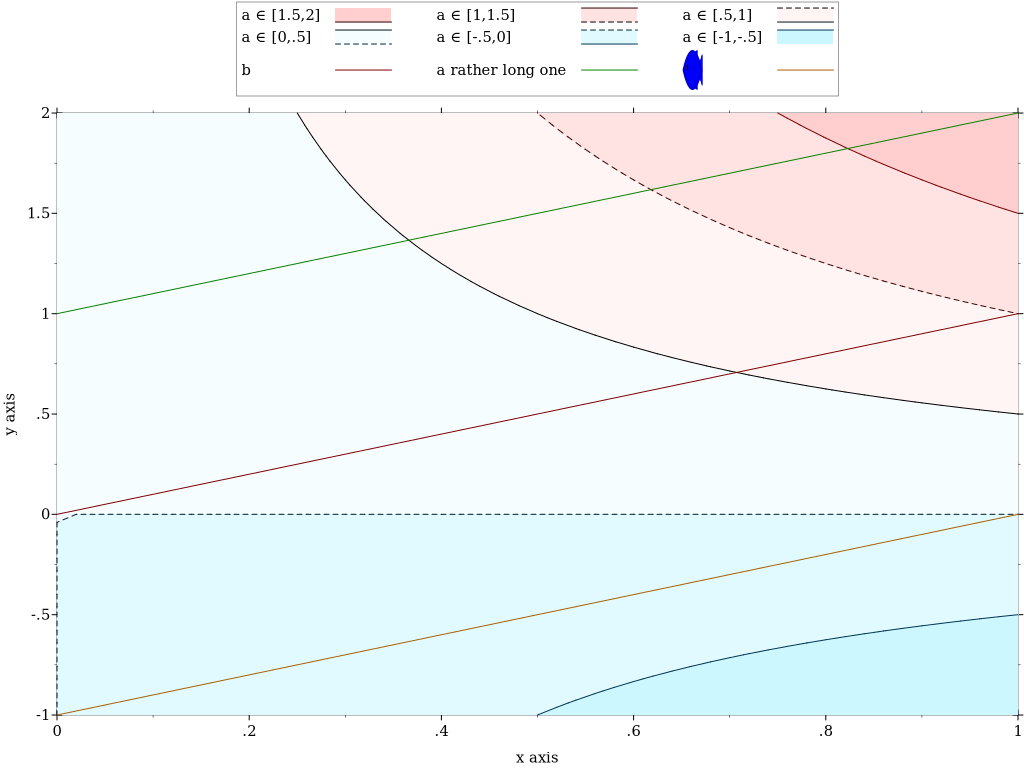 a ∈ [1.5,2] a ∈ [1,1.5] a ∈ [.5,1]
a ∈ [0,.5] a ∈ [-.5,0] a ∈ [-1,-.5]
b a rather long one
2
1.5
1
.5
0
-.5
-1
y axis
0 .2 .4 .6 .8 1
x axis